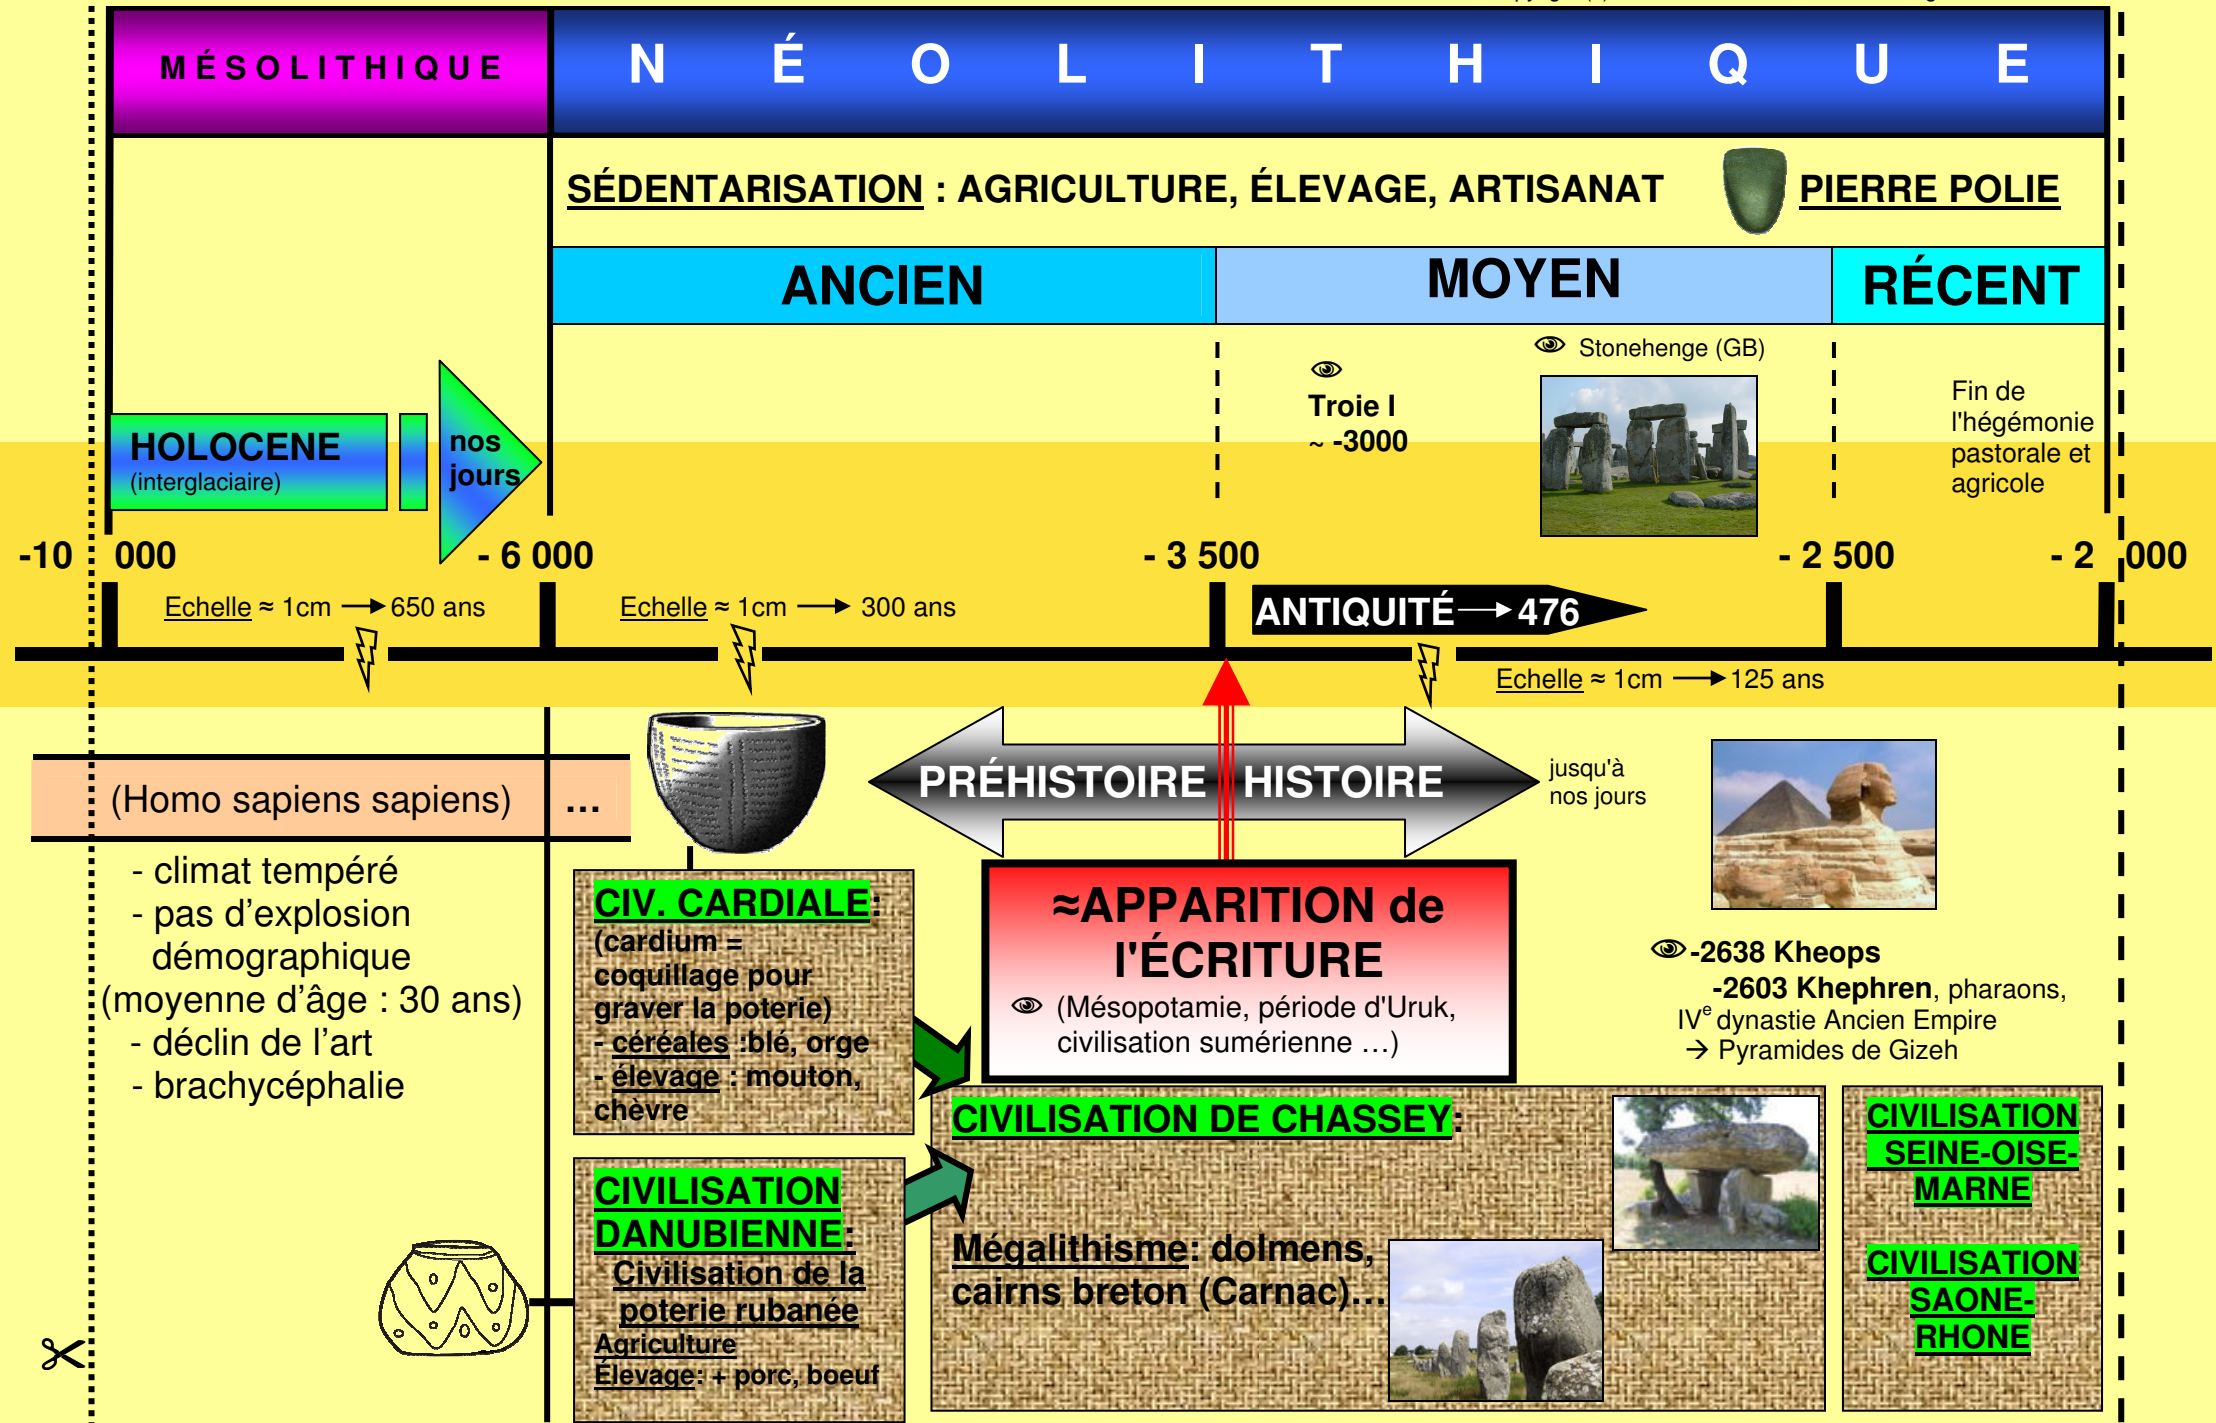 MÉSOLITHIQUE
NÉOLITHIQUE
SÉDENTARISATION : AGRICULTURE, ÉLEVAGE, ARTISANAT
PIERRE POLIE
ANCIEN
MOYEN
RÉCENT
Stonehenge (GB)
Troie I
~ -3000
Fin de
l'hégémonie
pastorale et
agricole
HOLOCENE
(interglaciaire)
nos
jours
-10 000
- 6 000
- 3 500
- 2 500
- 2 000
Echelle ≈ 1cm → 650 ans
Echelle ≈ 1cm → 300 ans
ANTIQUITÉ → 476
Echelle ≈ 1cm → 125 ans
PRÉHISTOIRE HISTOIRE
jusqu'à
nos jours
(Homo sapiens sapiens) ...
- climat tempéré
- pas d’explosion
démographique
(moyenne d’âge : 30 ans)
- déclin de l’art
- brachycéphalie
CIV. CARDIALE:
(cardium =
coquillage pour
graver la poterie)
- céréales :blé, orge
- élevage : mouton,
chèvre
≈APPARITION de
l'ÉCRITURE
(Mésopotamie, période d'Uruk,
civilisation sumérienne …)
-2638 Kheops
-2603 Khephren, pharaons,
IVe dynastie Ancien Empire
→ Pyramides de Gizeh
CIVILISATION
DANUBIENNE:
Civilisation de la
poterie rubanée
Agriculture
Élevage: + porc, boeuf
CIVILISATION DE CHASSEY:
Mégalithisme: dolmens,
cairns breton (Carnac)…
CIVILISATION
SEINE-OISE-
MARNE
CIVILISATION
SAONE-
RHONE